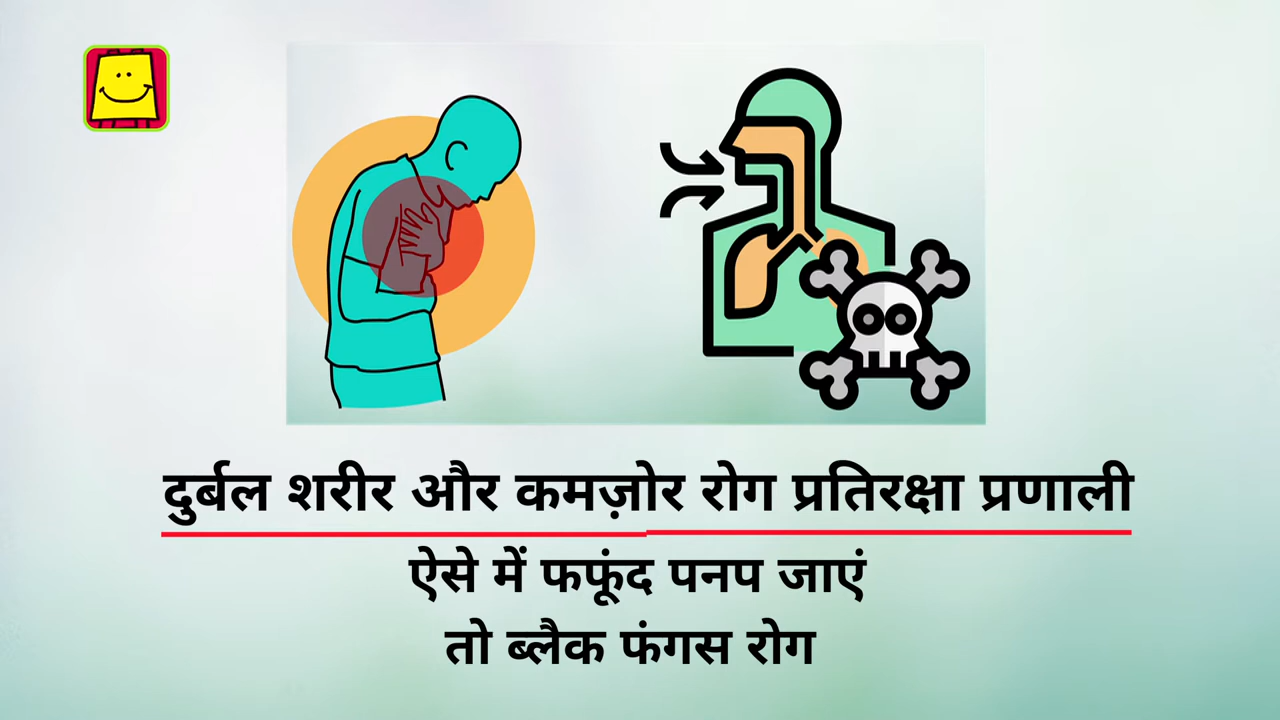 दुर्बल शरीर और कमज़ोर रोग प्रतिरक्षा प्रणाली
ऐसे में फफूंद पनप जाएं
तो ब्लैक फंगस रोग